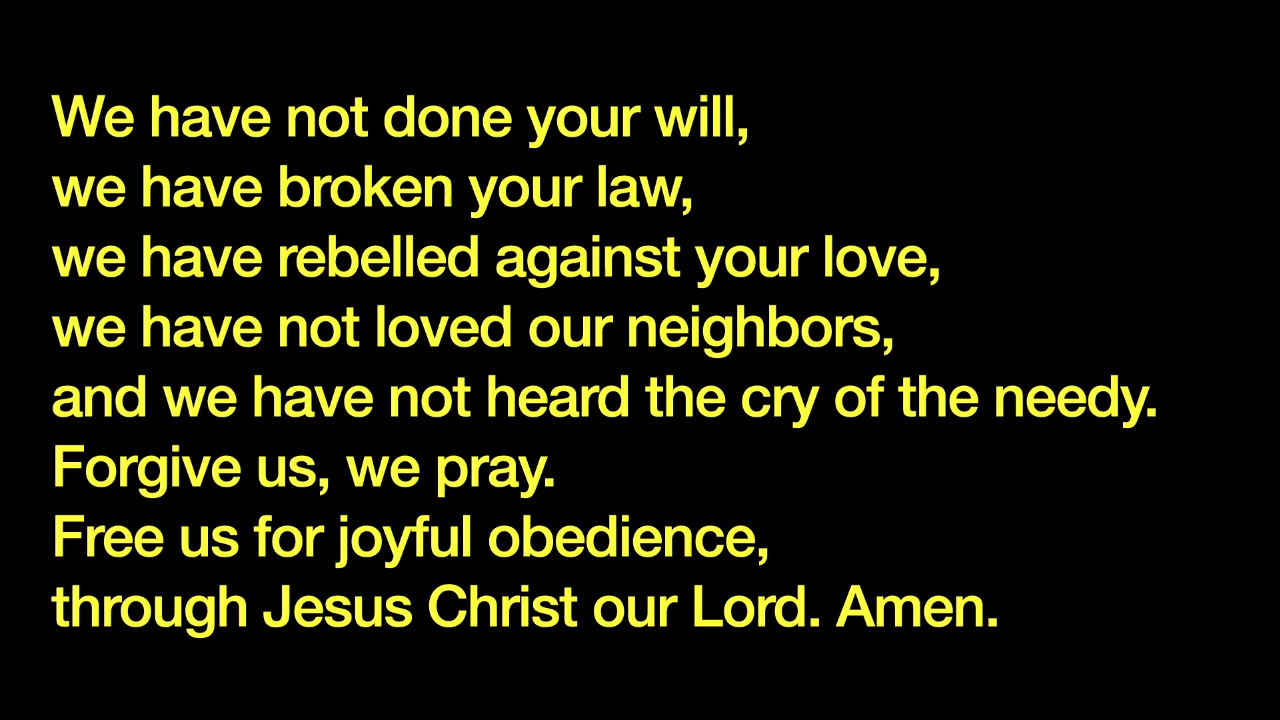 We have not done your will,
we have broken your law,
we have rebelled against your love,
we have not loved our neighbors,
and we have not heard the cry of the needy.
Forgive us, we pray.
Free us for joyful obedience,
through Jesus Christ our Lord. Amen.